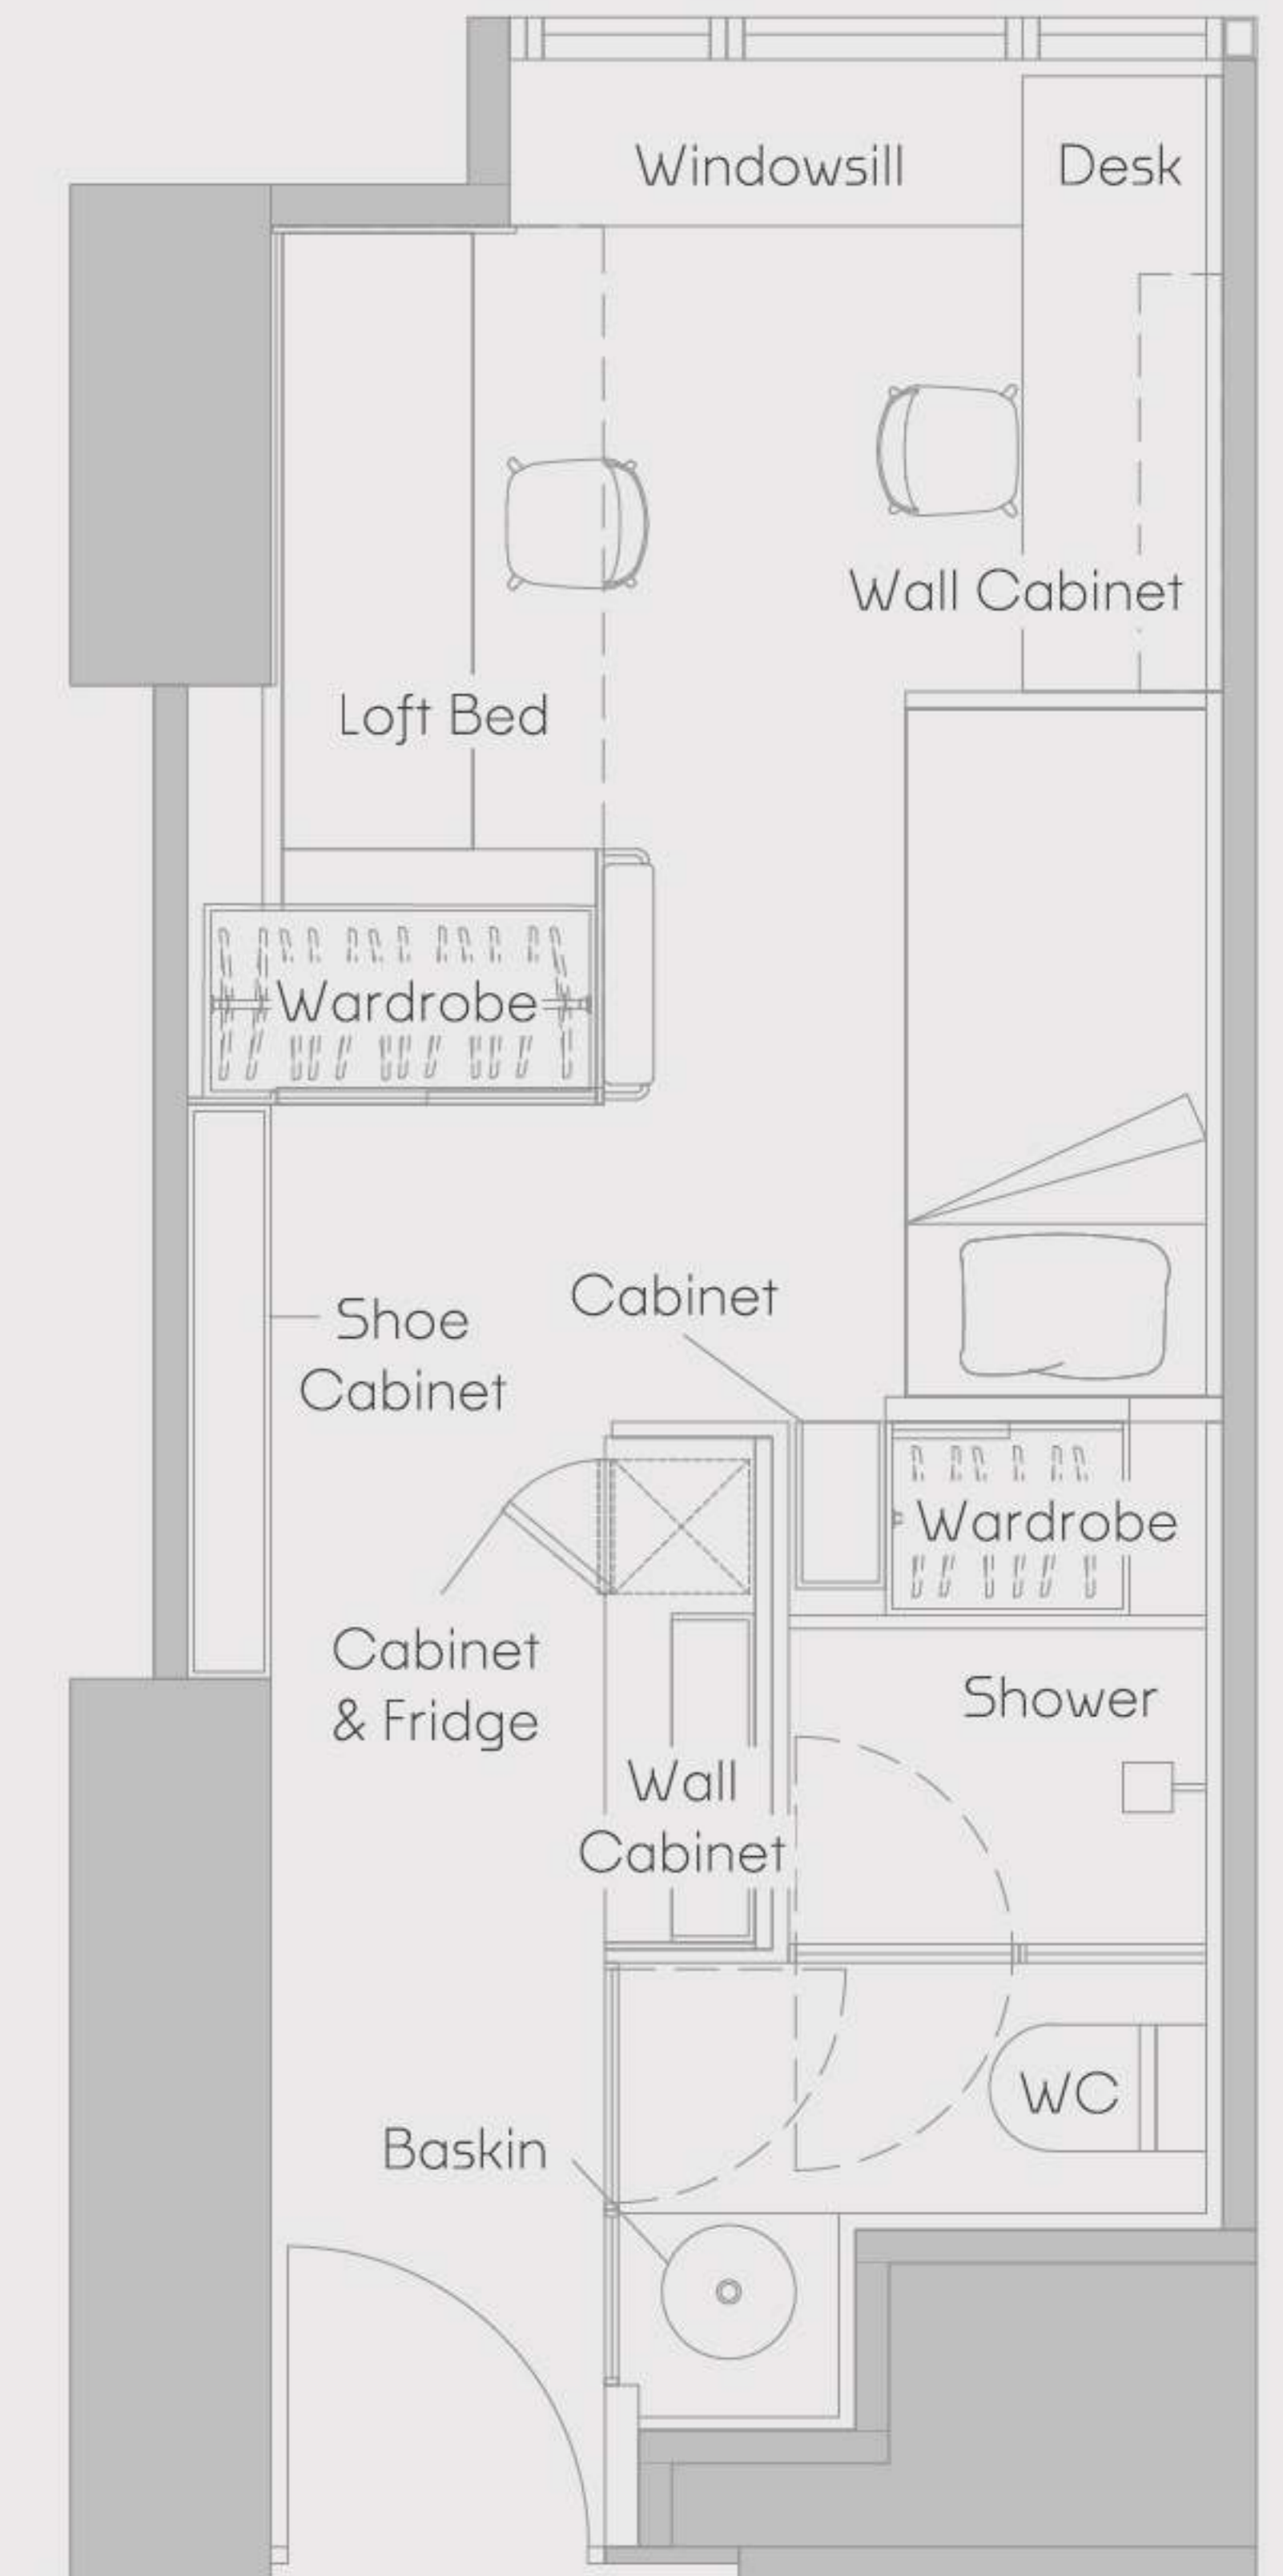 Windowsill
Desk
Wall Cabinet
Loft Bed
Wardrobe
Cabinet
Shoe
Cabinet
Wardrobe
Cabinet
& Fridge
Shower
Wall
Cabinet
WC
Baskin